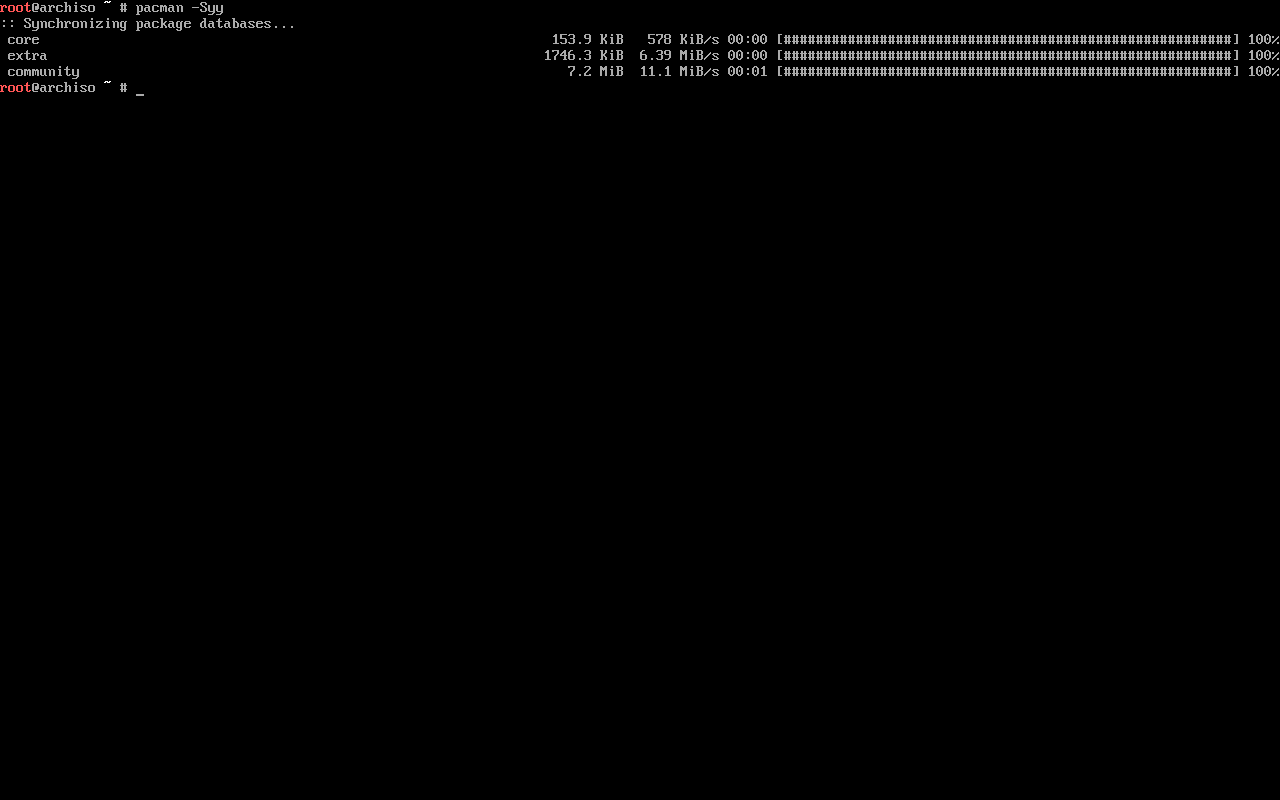 root@archiso ~ # pacman -Syy
:: Synchronizing package databases...
core 153.9 KiB 578 KiB/s 00:00 [########################################################] 100%
extra 1746.3 KiB 6.39 MiB/s 00:00 [########################################################] 100%
community 7.2 MiB 11.1 MiB/s 00:01 [########################################################] 100%
root@archiso ~ # _